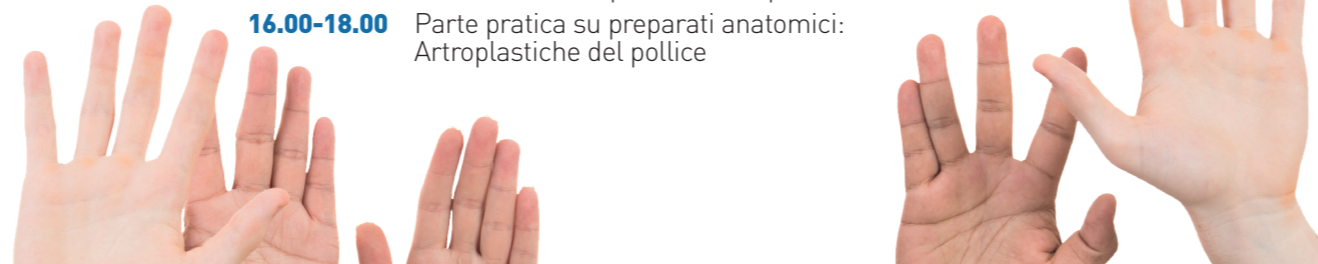 16.00-18.00 Parte pratica su preparati anatomici:
Artroplastiche del pollice